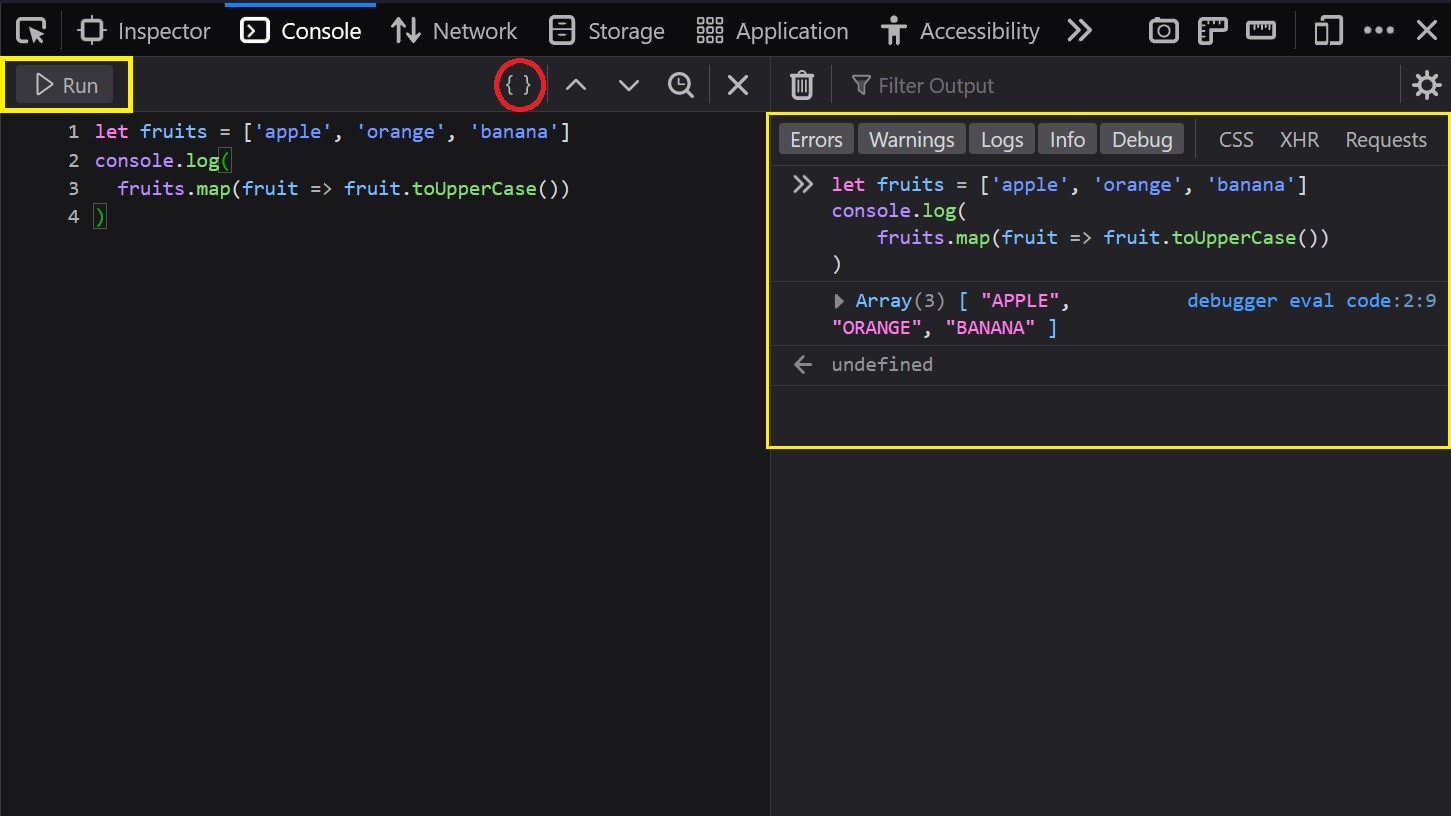 Inspector Console Network Storage Application Accessibility
Run { } Filter Output
1 let fruits = ['apple', 'orange', 'banana']
2 console.log(
3   fruits.map(fruit => fruit.toUpperCase())
4 )
Errors Warnings Logs Info Debug CSS XHR Requests
let fruits = ['apple', 'orange', 'banana']
console.log(
    fruits.map(fruit => fruit.toUpperCase())
)
Array(3) [ "APPLE", debugger eval code:2:9
"ORANGE", "BANANA" ]
undefined